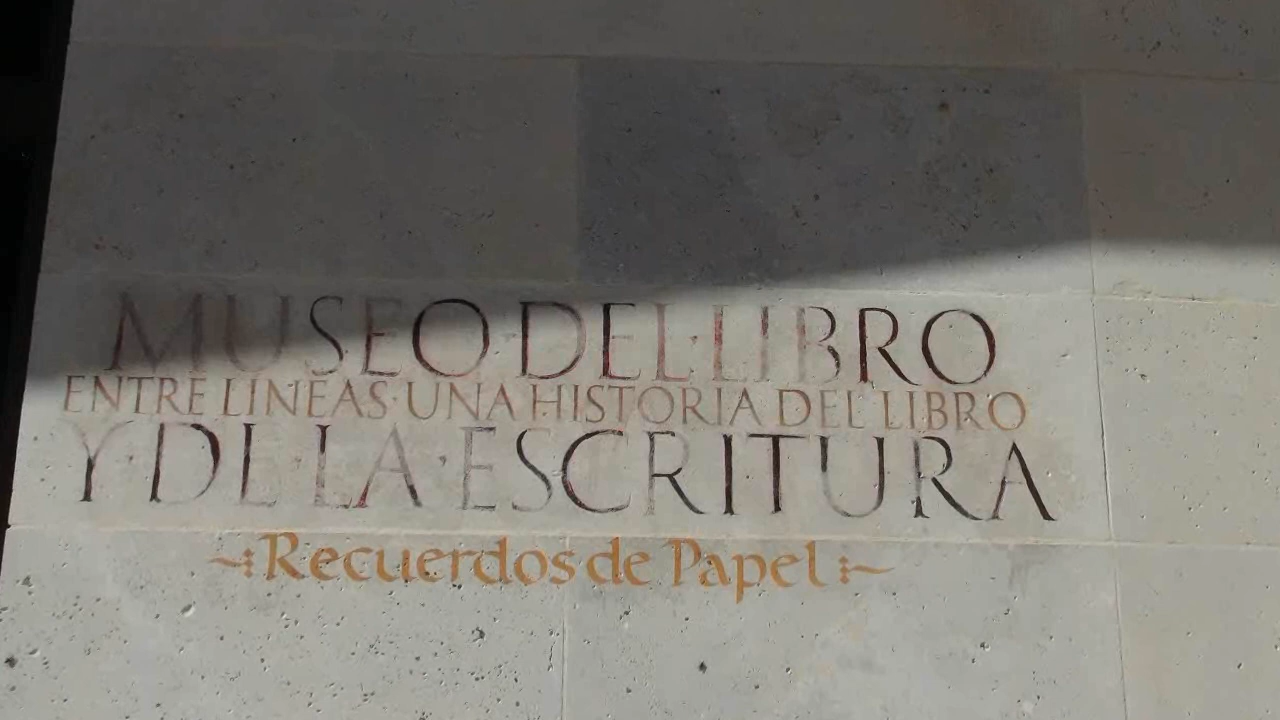 MUSEO·DEL·LIBRO
ENTRE LINEAS·UNA HISTORIA DEL LIBRO
Y·DL·LA·ESCRITURA
~:Recuerdos de Papel:~